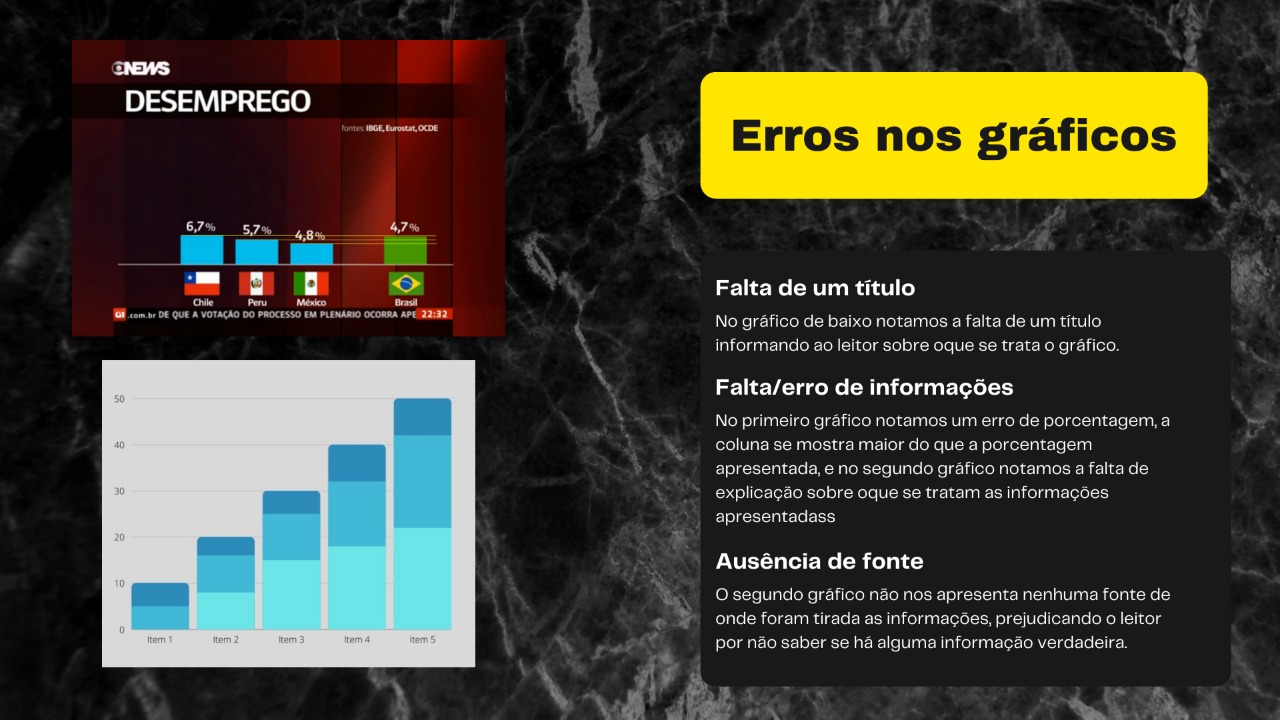 GNEWS
DESEMPREGO
fontes: IBGE, Eurostat, OCDE
6,7% 5,7% 4,8% 4,7%
Chile Peru México Brasil
G1 .com.br DE QUE A VOTAÇÃO DO PROCESSO EM PLENÁRIO OCORRA APE 22:32
50
40
30
20
10
0
Item 1 Item 2 Item 3 Item 4 Item 5
Erros nos gráficos
Falta de um título
No gráfico de baixo notamos a falta de um título
informando ao leitor sobre oque se trata o gráfico.
Falta/erro de informações
No primeiro gráfico notamos um erro de porcentagem, a
coluna se mostra maior do que a porcentagem
apresentada, e no segundo gráfico notamos a falta de
explicação sobre oque se tratam as informações
apresentadass
Ausência de fonte
O segundo gráfico não nos apresenta nenhuma fonte de
onde foram tirada as informações, prejudicando o leitor
por não saber se há alguma informação verdadeira.